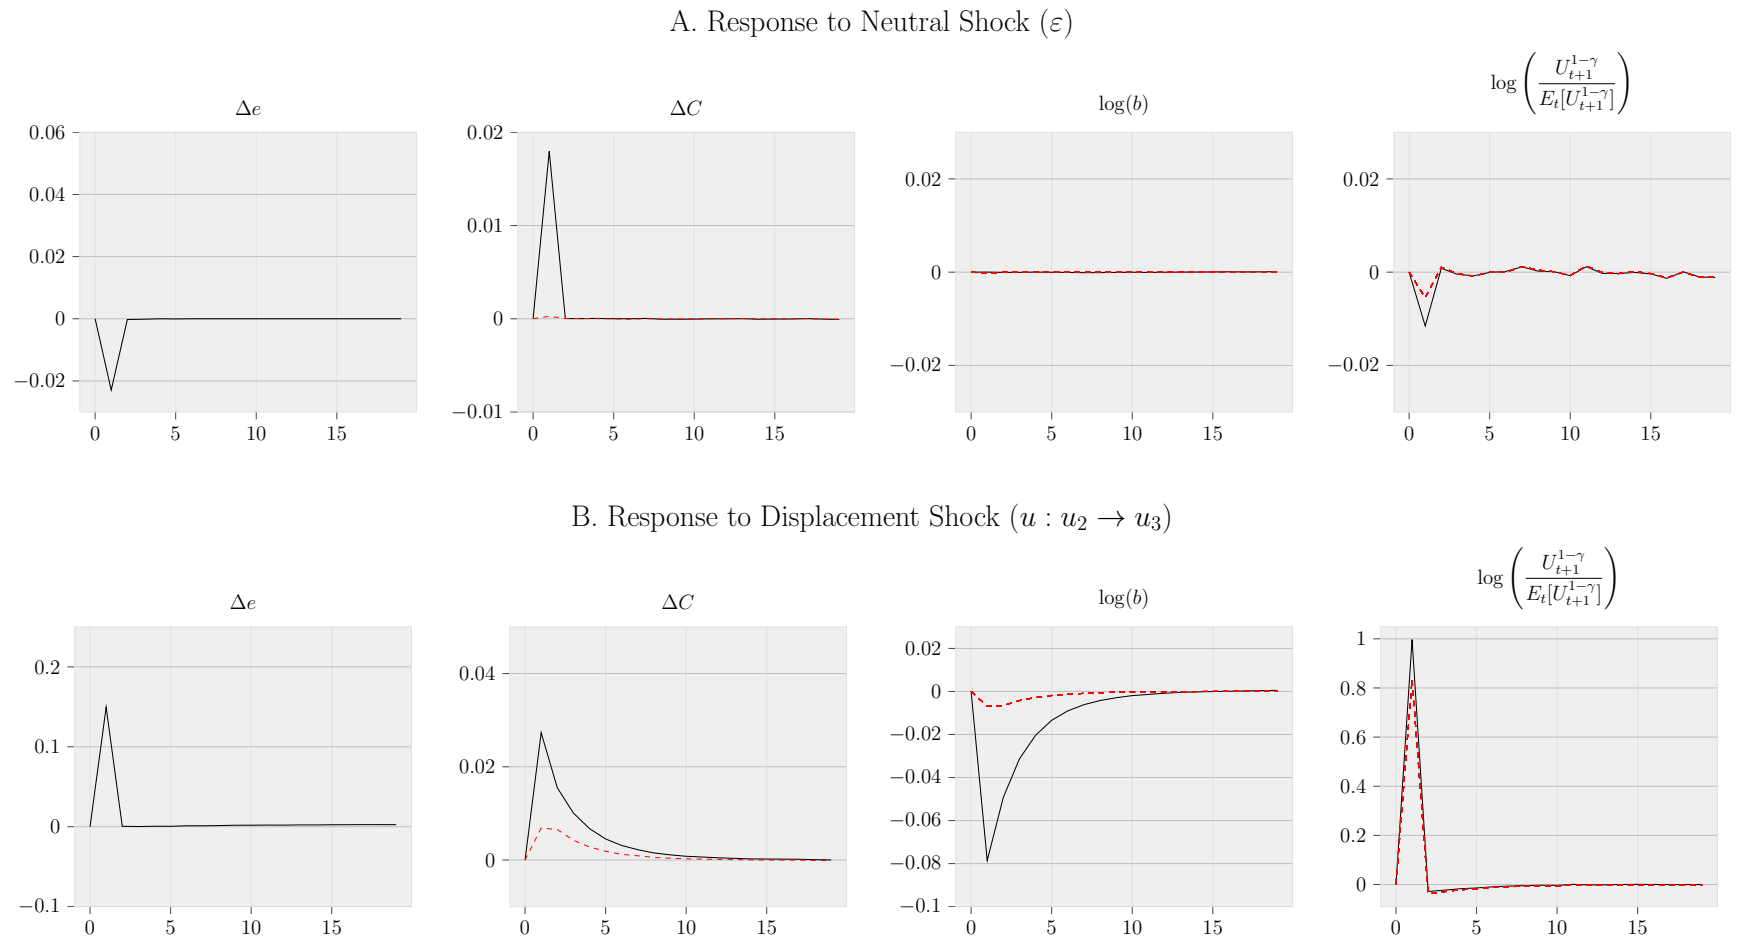 A. Response to Neutral Shock (ε)
Δe
ΔC
log(b)
log(U_{t+1}^{1−γ} / E_t[U_{t+1}^{1−γ}])
0.06
0.04
0.02
0
−0.02
0 5 10 15
0.02
0.01
0
−0.01
0 5 10 15
0.02
0
−0.02
0 5 10 15
0.02
0
−0.02
0 5 10 15
B. Response to Displacement Shock (u : u₂ → u₃)
Δe
ΔC
log(b)
log(U_{t+1}^{1−γ} / E_t[U_{t+1}^{1−γ}])
0.2
0.1
0
−0.1
0 5 10 15
0.04
0.02
0
0 5 10 15
0.02
0
−0.02
−0.04
−0.06
−0.08
−0.1
0 5 10 15
1
0.8
0.6
0.4
0.2
0
0 5 10 15